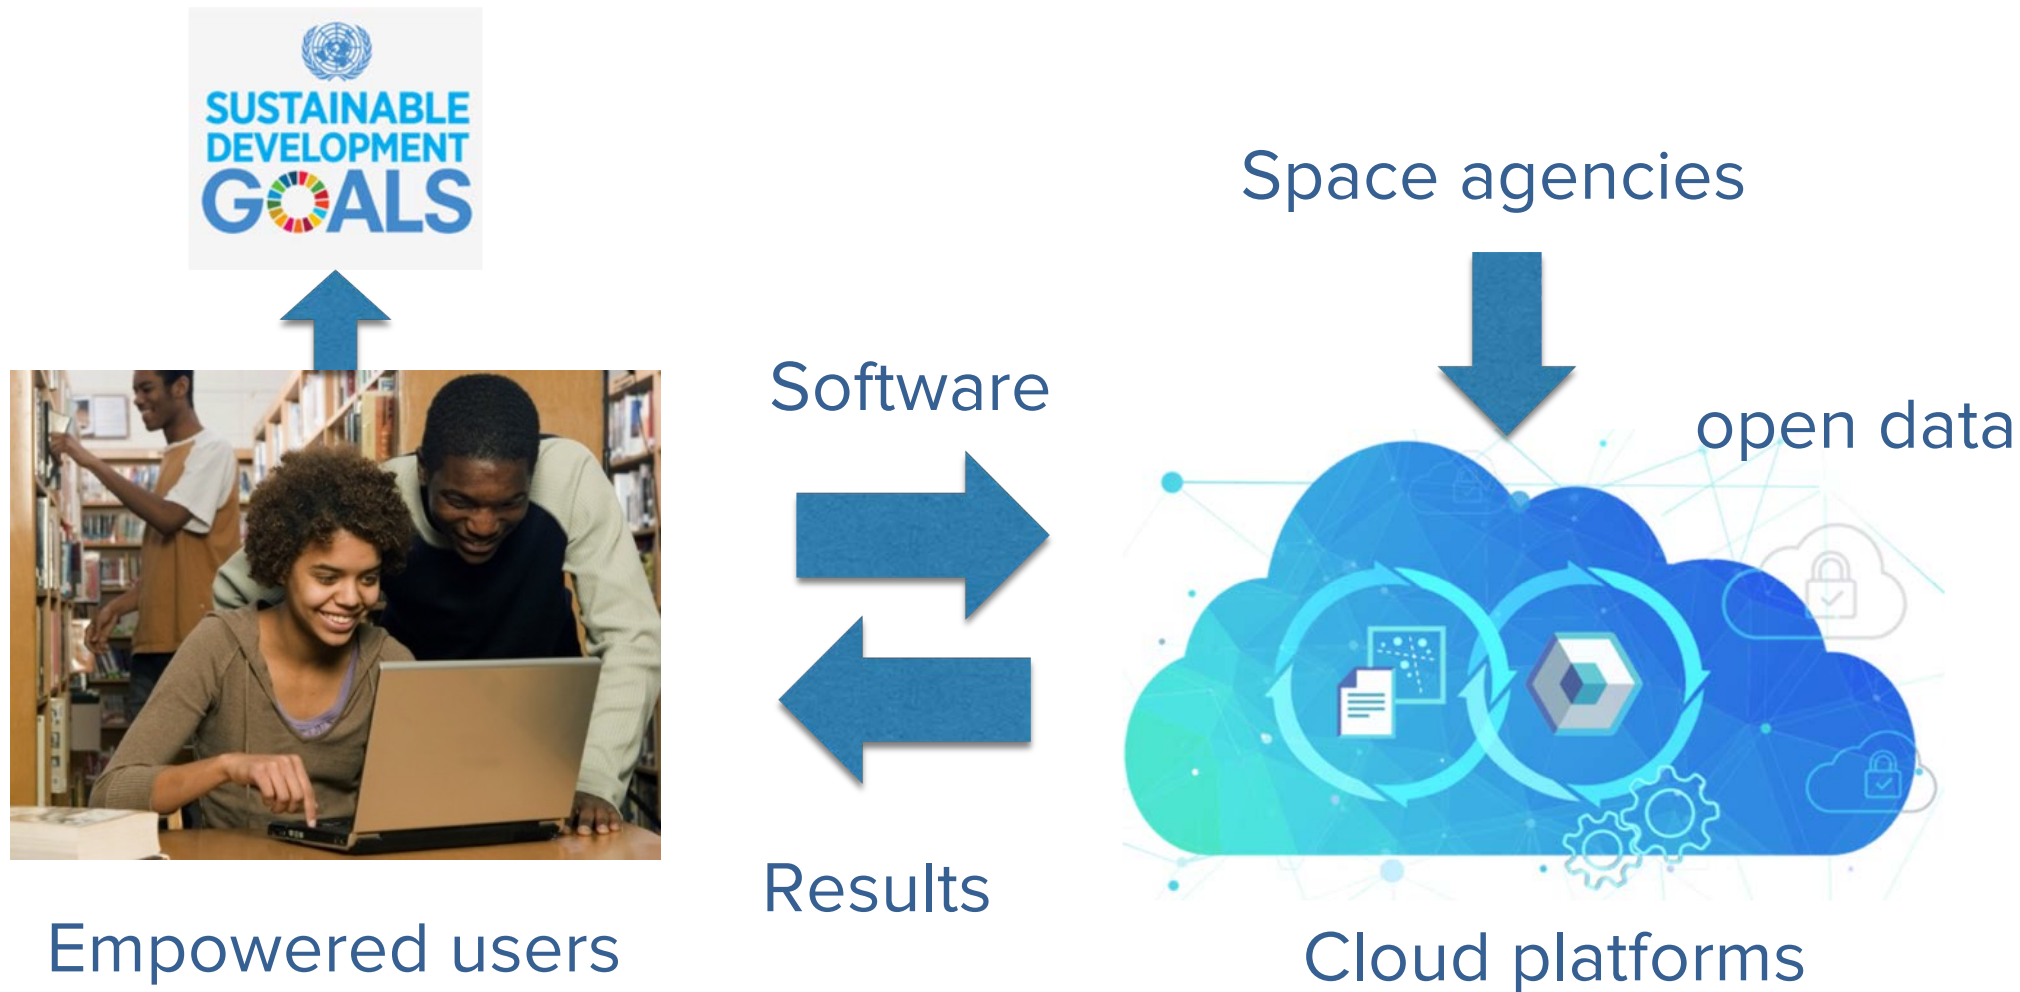 SUSTAINABLE
DEVELOPMENT
GOALS
Space agencies
Software
open data
Results
Empowered users
Cloud platforms